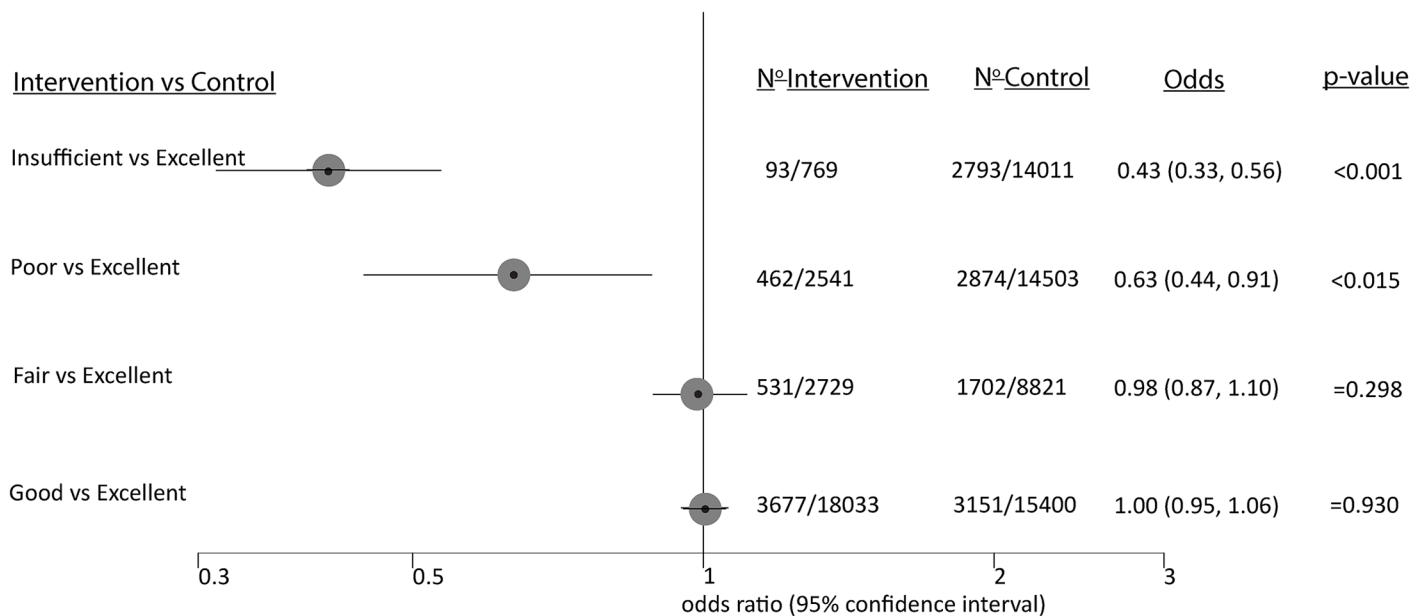 Intervention vs Control Nº Intervention Nº Control Odds p-value
Insufficient vs Excellent 93/769 2793/14011 0.43 (0.33, 0.56) <0.001
Poor vs Excellent 462/2541 2874/14503 0.63 (0.44, 0.91) <0.015
Fair vs Excellent 531/2729 1702/8821 0.98 (0.87, 1.10) =0.298
Good vs Excellent 3677/18033 3151/15400 1.00 (0.95, 1.06) =0.930
0.3 0.5 1 2 3
odds ratio (95% confidence interval)